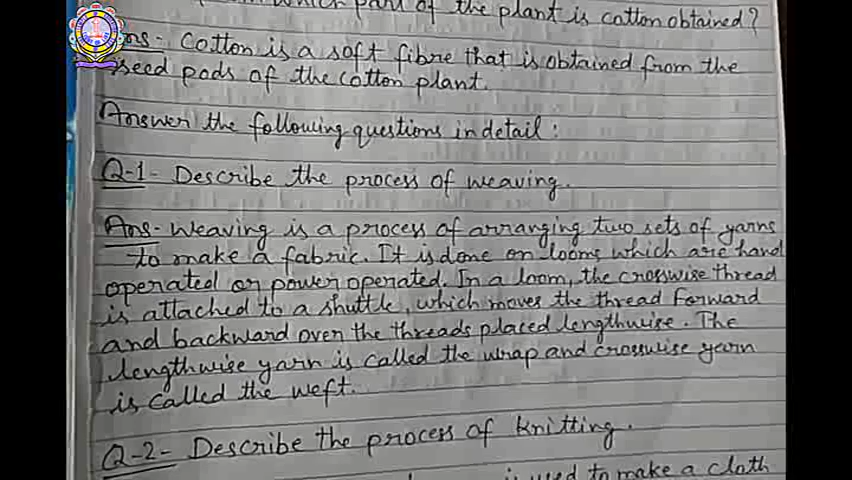 which part of the plant is cotton obtained?
Ans- Cotton is a soft fibre that is obtained from the
seed pods of the cotton plant.
Answer the following questions in detail:
Q-1- Describe the process of weaving.
Ans- Weaving is a process of arranging two sets of yarns
to make a fabric. It is done on looms which are hand
operated or power operated. In a loom, the crosswise thread
is attached to a shuttle, which moves the thread forward
and backward over the threads placed lengthwise. The
lengthwise yarn is called the wrap and crosswise yarn
is called the weft.
Q-2- Describe the process of knitting.
is used to make a cloth